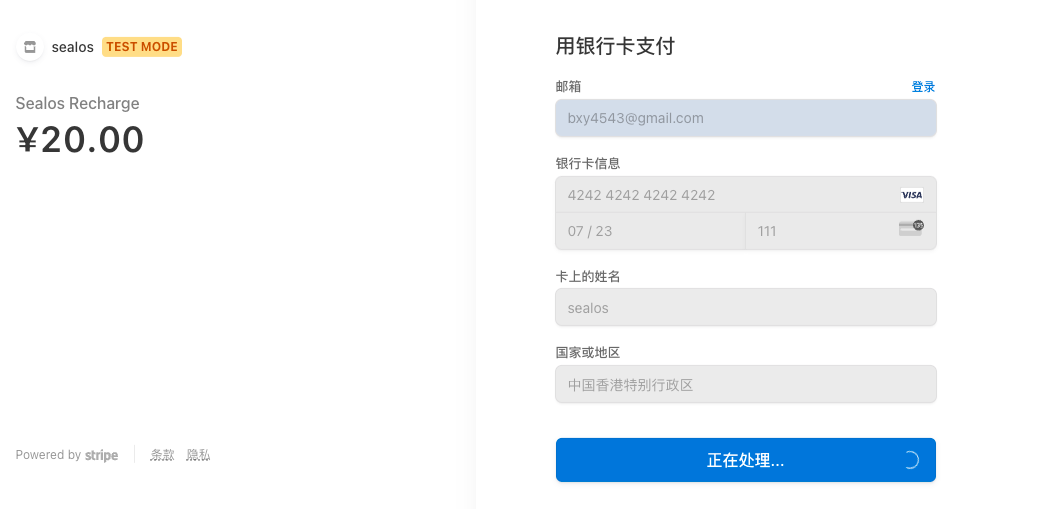 sealos TEST MODE
Sealos Recharge
¥20.00
Powered by stripe 条款 隐私
用银行卡支付
邮箱 登录
bxy4543@gmail.com
银行卡信息
4242 4242 4242 4242 VISA
07 / 23 111
卡上的姓名
sealos
国家或地区
中国香港特别行政区
正在处理...